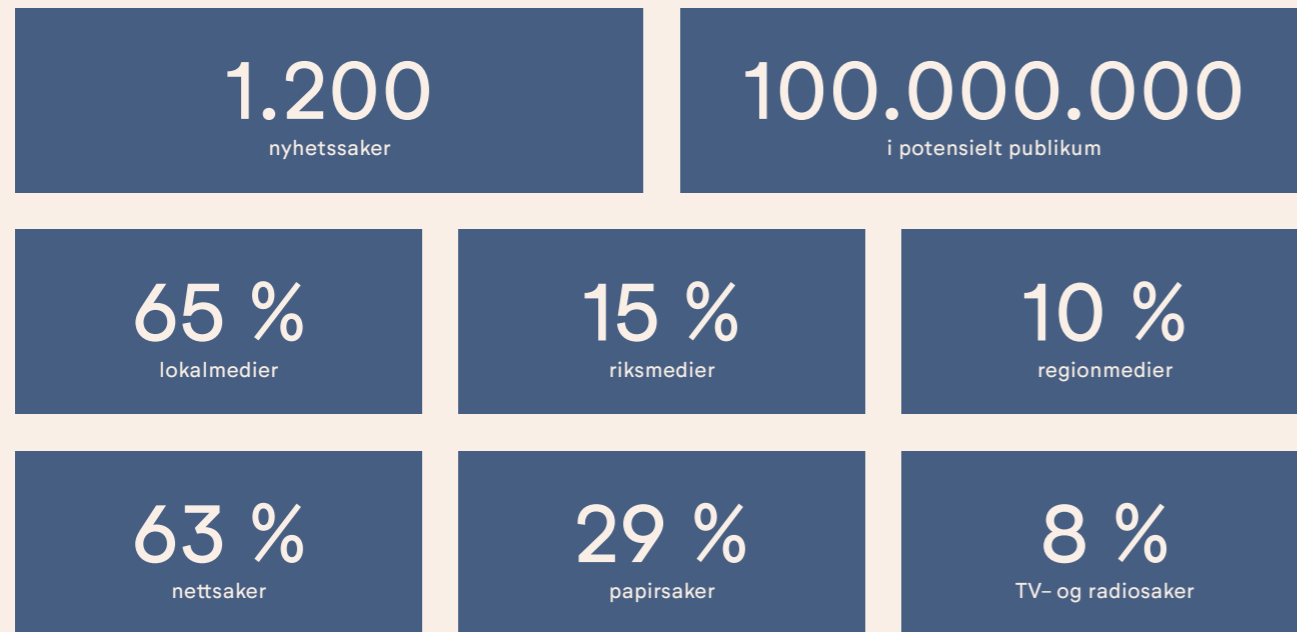 1.200
nyhetssaker
100.000.000
i potensielt publikum
65 %
lokalmedier
15 %
riksmedier
10 %
regionmedier
63 %
nettsaker
29 %
papirsaker
8 %
TV– og radiosaker